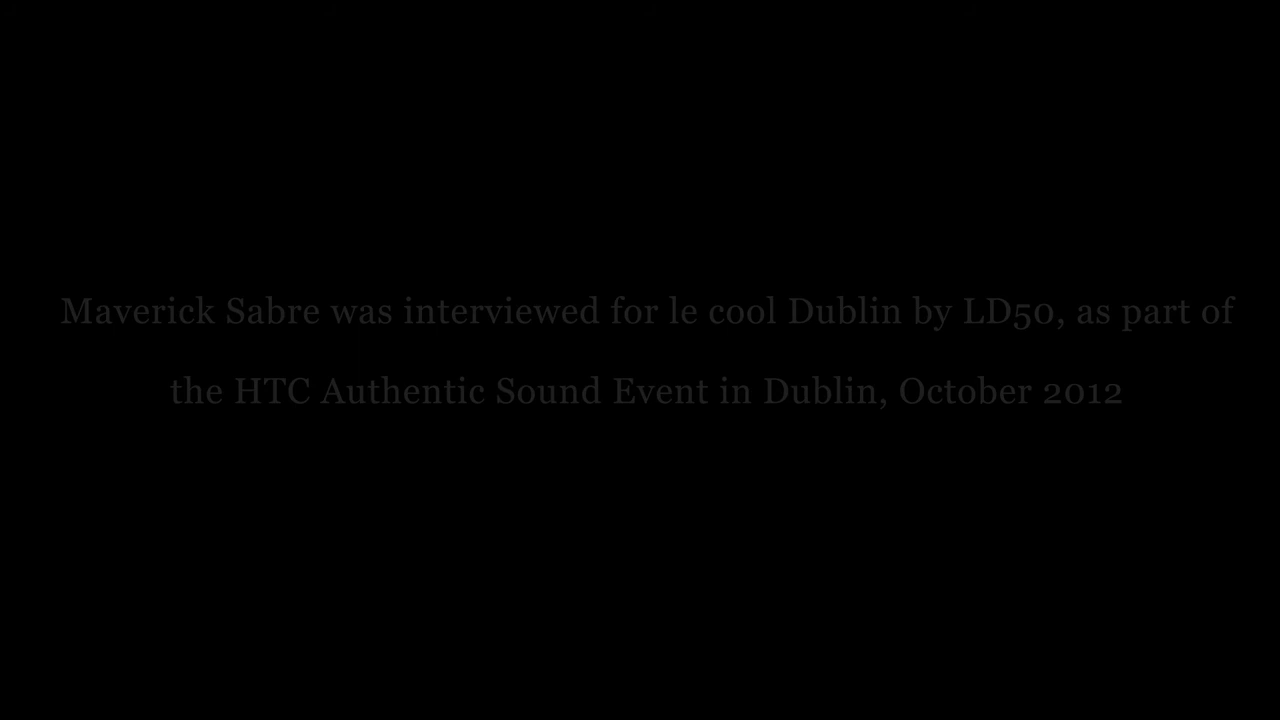 Maverick Sabre was interviewed for le cool Dublin by LD50, as part of
the HTC Authentic Sound Event in Dublin, October 2012